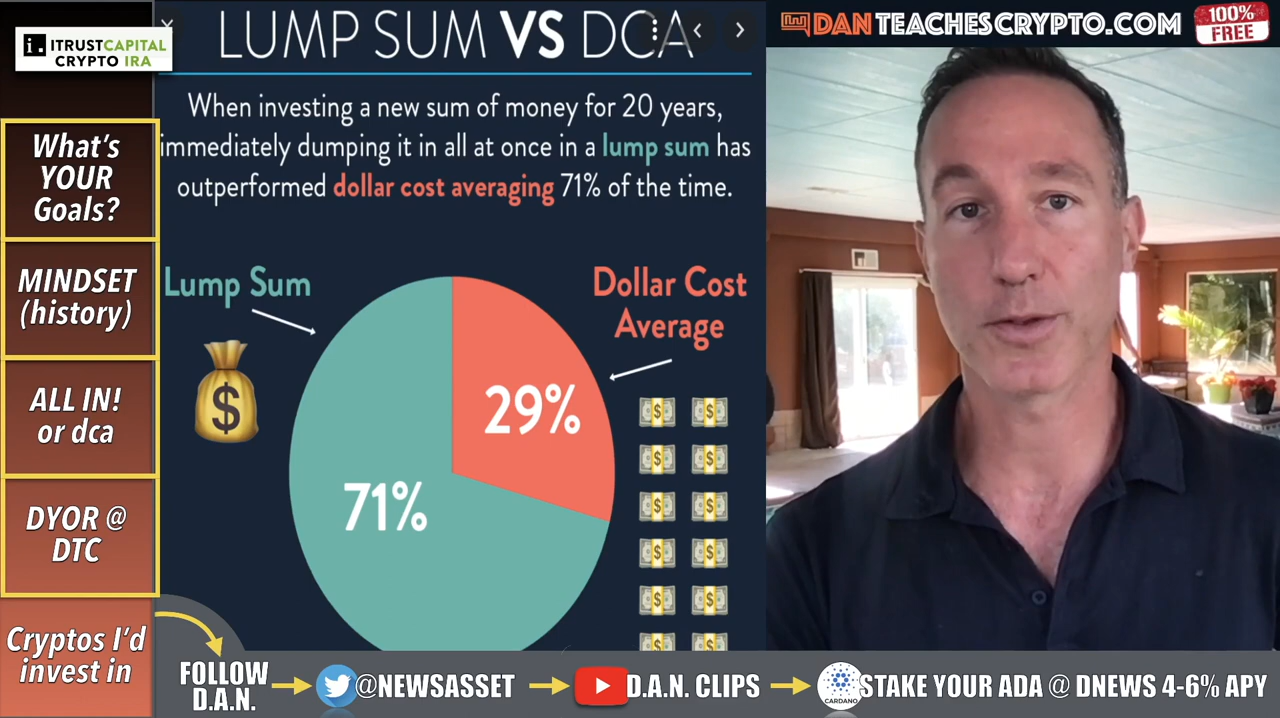 i. ITRUSTCAPITAL
CRYPTO IRA
What's
YOUR
Goals?
MINDSET
(history)
ALL IN!
or dca
DYOR @
DTC
Cryptos I'd
invest in
LUMP SUM VS DCA
When investing a new sum of money for 20 years,
immediately dumping it in all at once in a lump sum has
outperformed dollar cost averaging 71% of the time.
Lump Sum
Dollar Cost
Average
$
29%
71%
DANTEACHESCRYPTO.COM
100%
FREE
FOLLOW
D.A.N.
@NEWSASSET
D.A.N. CLIPS
CARDANO
STAKE YOUR ADA @ DNEWS 4-6% APY